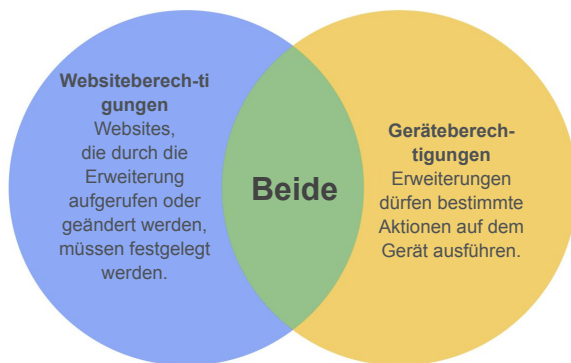 Websiteberech-ti
gungen
Websites,
die durch die
Erweiterung
aufgerufen oder
geändert werden,
müssen festgelegt
werden.
Beide
Geräteberech-
tigungen
Erweiterungen
dürfen bestimmte
Aktionen auf dem
Gerät ausführen.